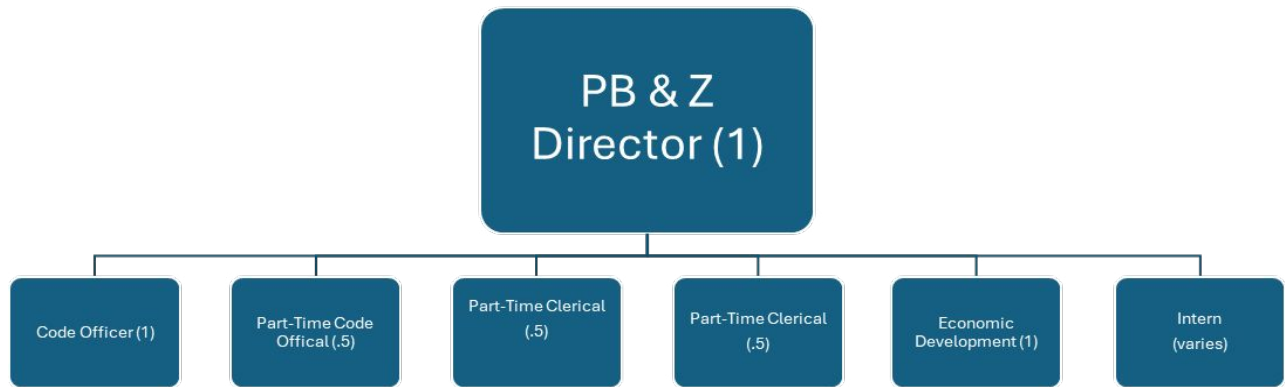 PB & Z
Director (1)
Code Officer (1)
Part-Time Code
Offical (.5)
Part-Time Clerical
(.5)
Part-Time Clerical
(.5)
Economic
Development (1)
Intern
(varies)